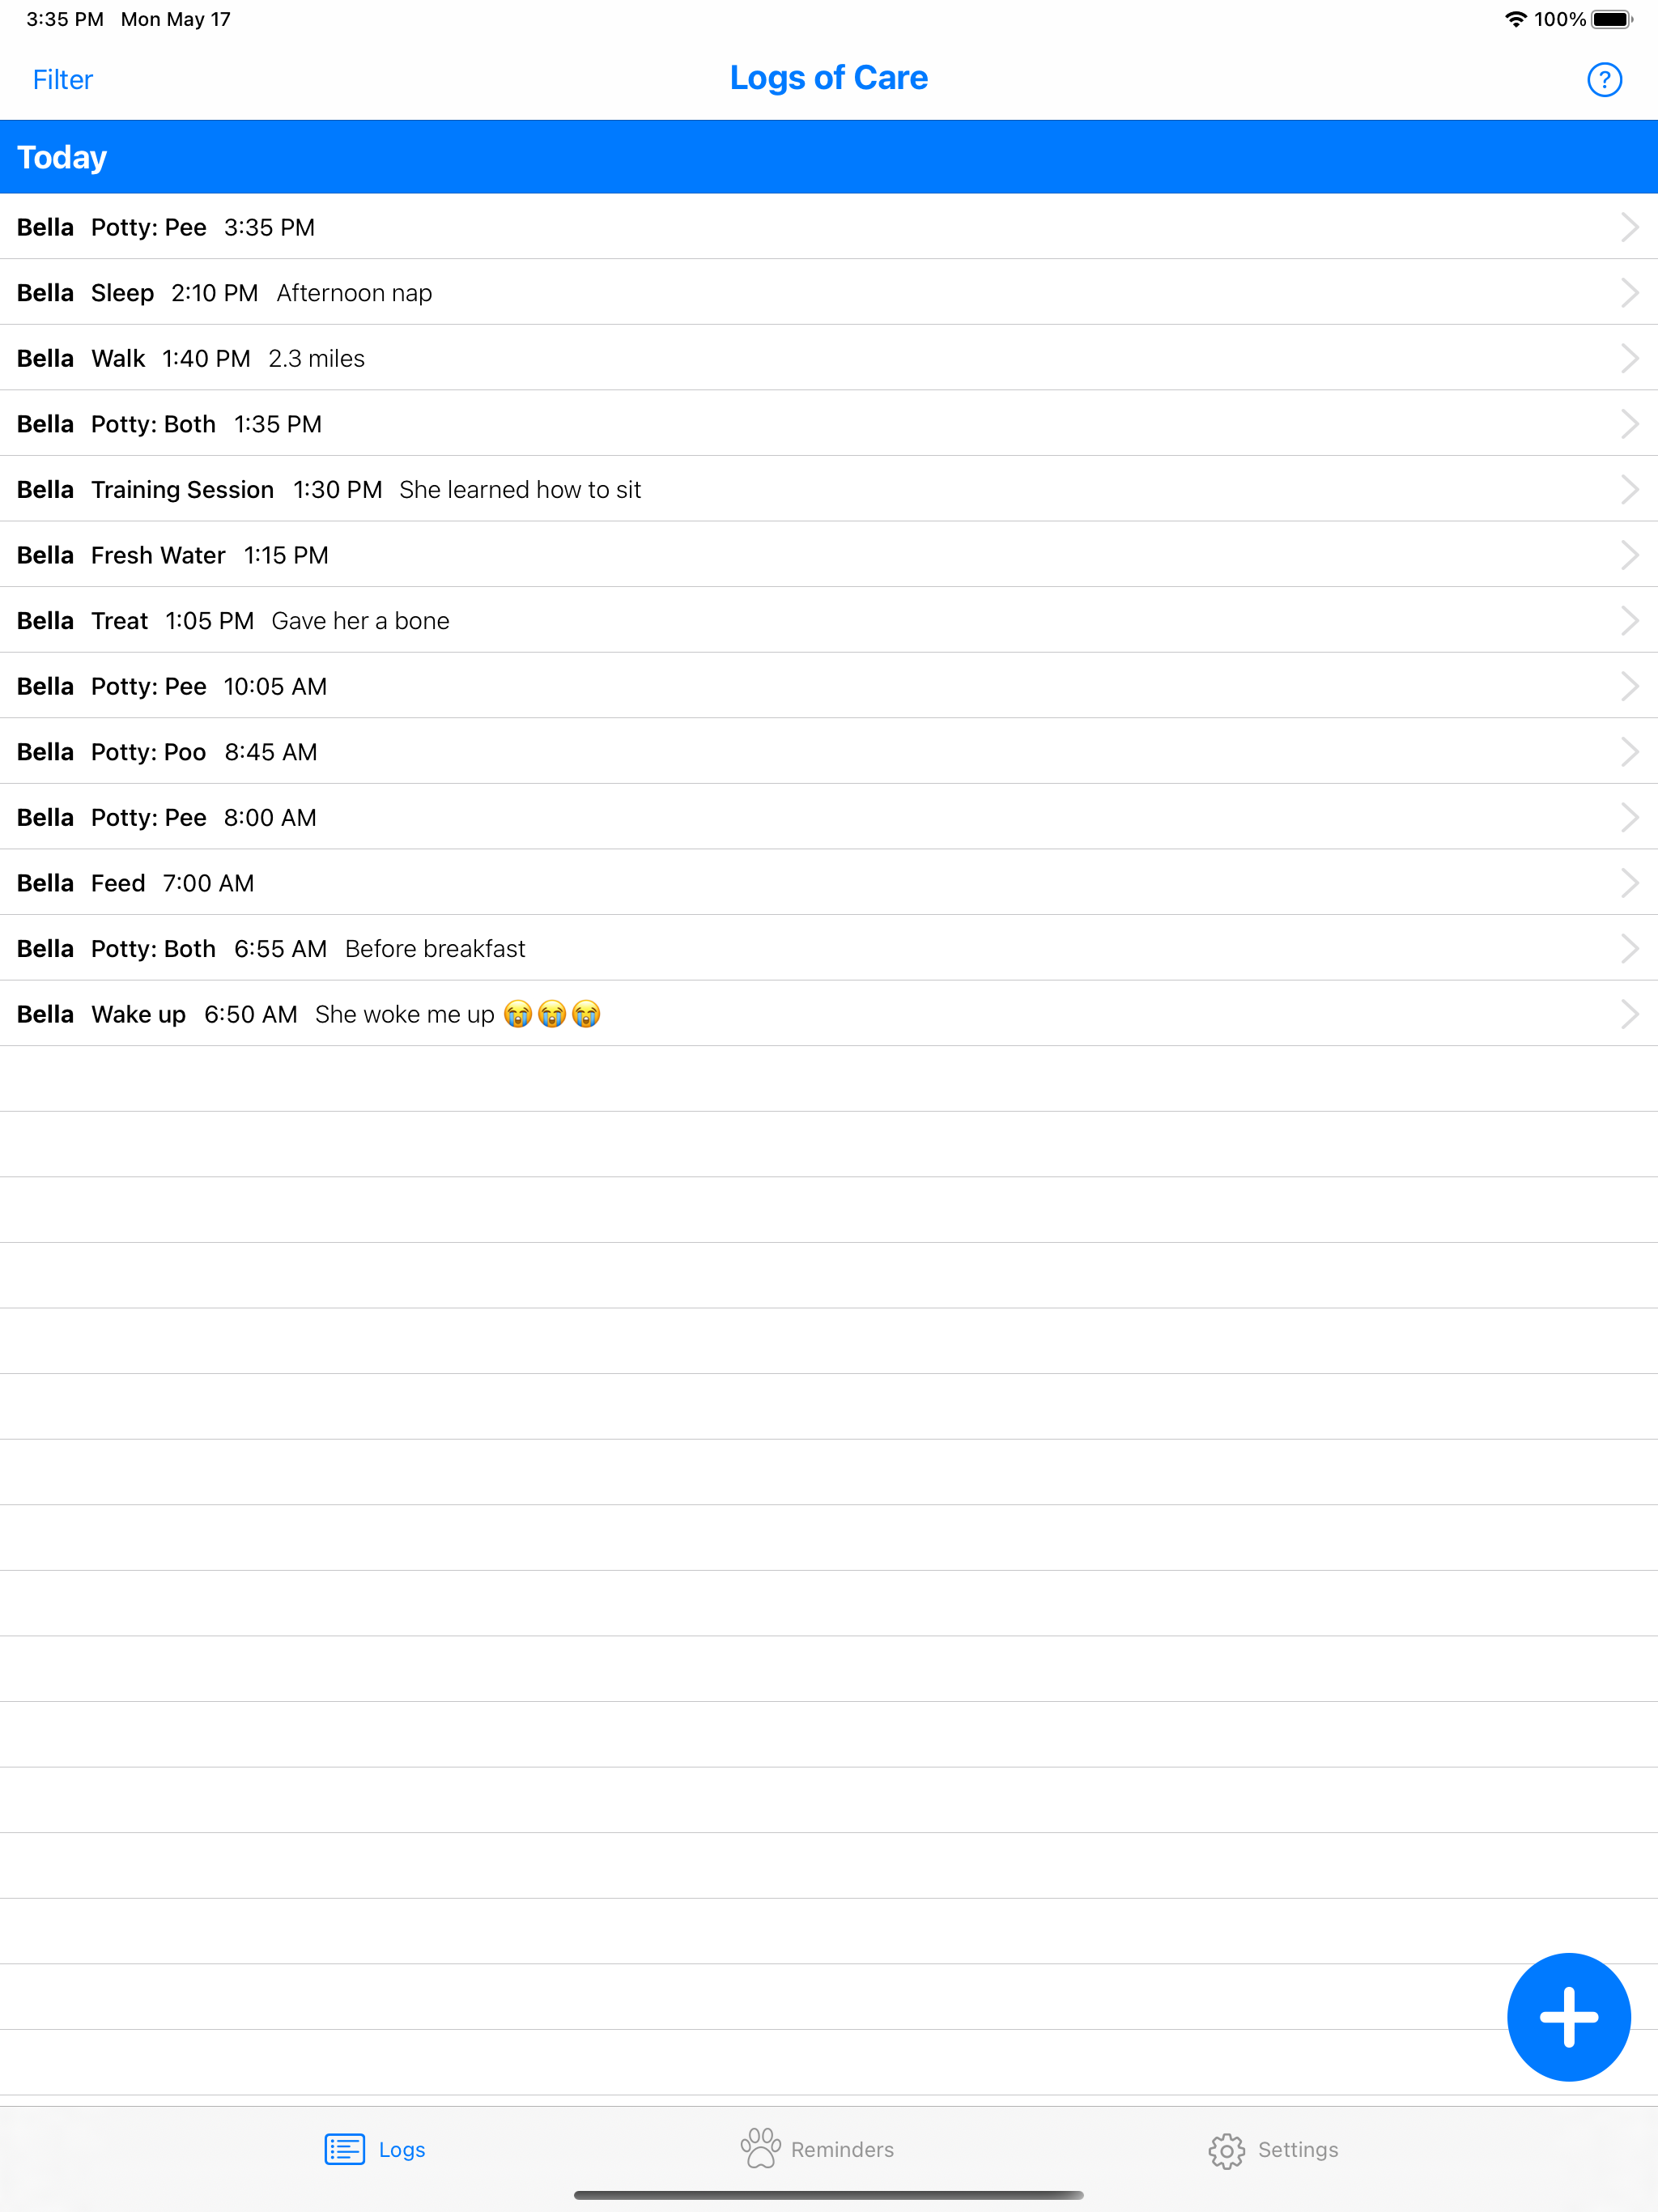 3:35 PM Mon May 17 100%
Filter Logs of Care ?
Today
Bella Potty: Pee 3:35 PM
Bella Sleep 2:10 PM Afternoon nap
Bella Walk 1:40 PM 2.3 miles
Bella Potty: Both 1:35 PM
Bella Training Session 1:30 PM She learned how to sit
Bella Fresh Water 1:15 PM
Bella Treat 1:05 PM Gave her a bone
Bella Potty: Pee 10:05 AM
Bella Potty: Poo 8:45 AM
Bella Potty: Pee 8:00 AM
Bella Feed 7:00 AM
Bella Potty: Both 6:55 AM Before breakfast
Bella Wake up 6:50 AM She woke me up 😭😭😭
Logs Reminders Settings